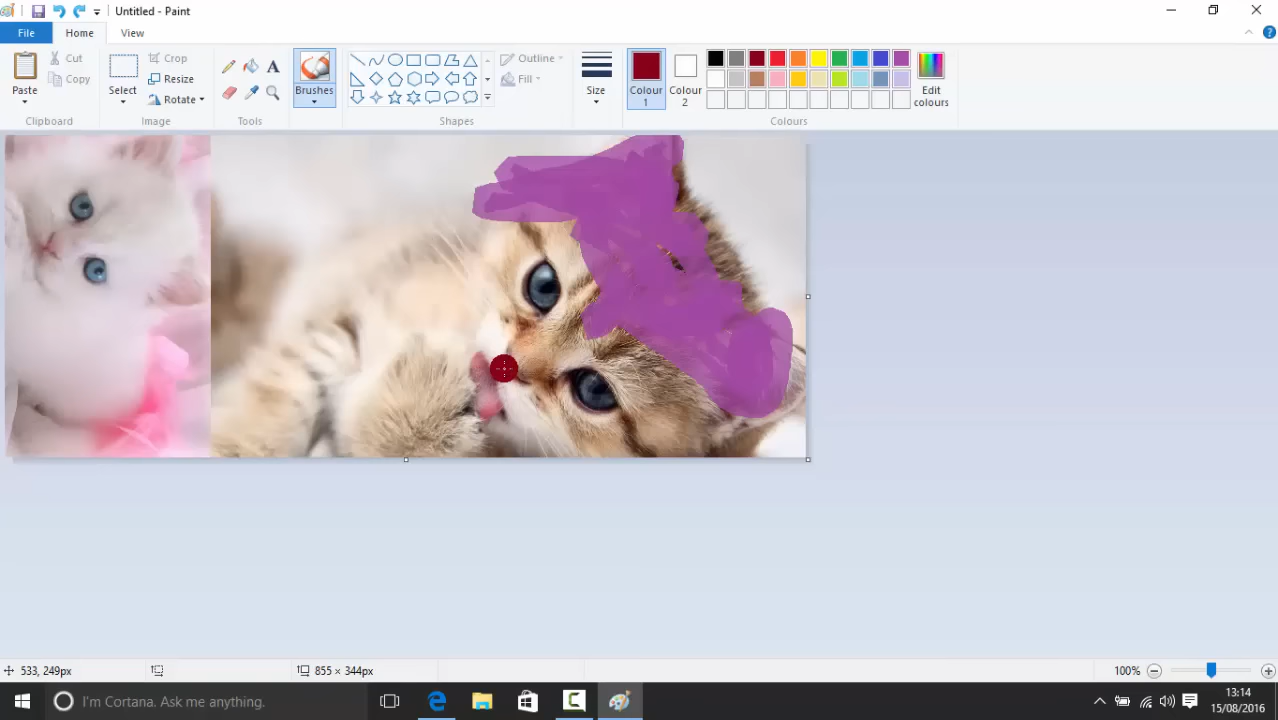 Untitled - Paint
File Home View
Paste
Cut
Copy
Clipboard
Select
Crop
Resize
Rotate
Image
A
Tools
Brushes
Outline
Fill
Shapes
Size
Colour 1
Colour 2
Edit colours
Colours
533, 249px
855 × 344px
100%
I'm Cortana. Ask me anything.
13:14
15/08/2016